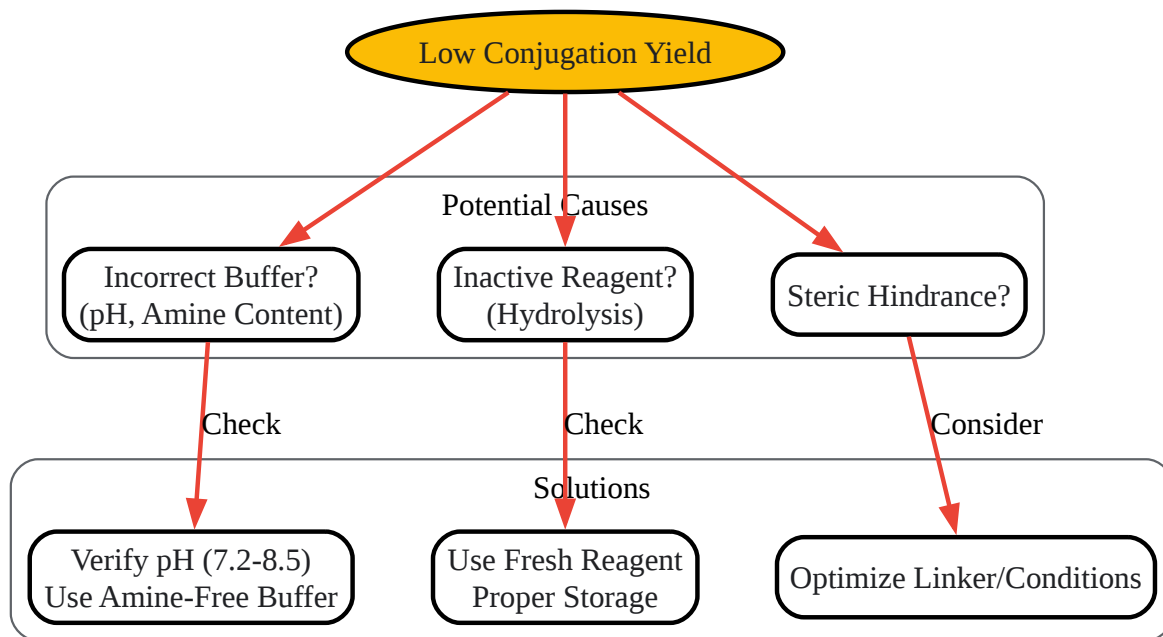 Low Conjugation Yield
Potential Causes
Incorrect Buffer?
(pH, Amine Content)
Inactive Reagent?
(Hydrolysis)
Steric Hindrance?
Check
Check
Consider
Solutions
Verify pH (7.2-8.5)
Use Amine-Free Buffer
Use Fresh Reagent
Proper Storage
Optimize Linker/Conditions